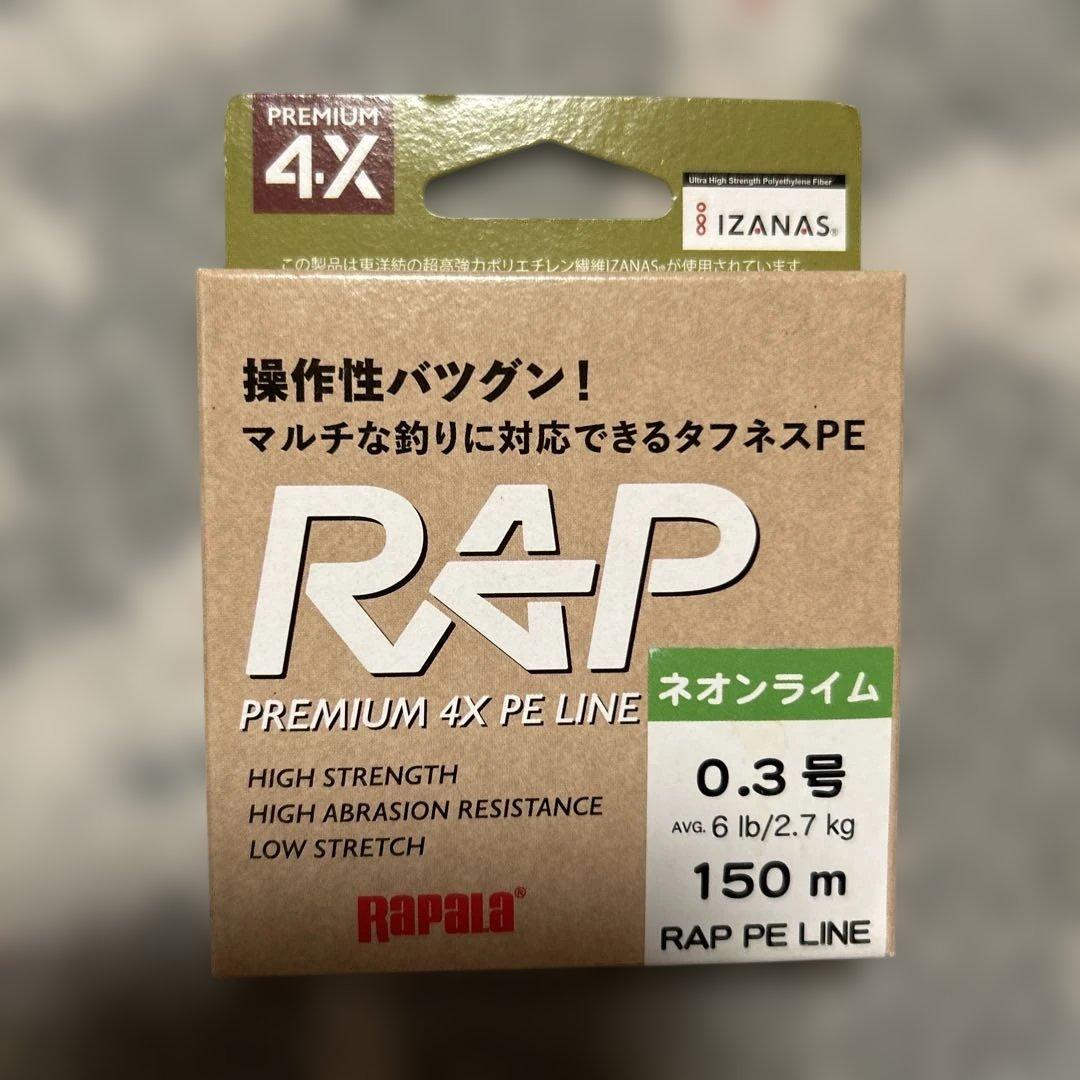 PREMIUM
4X
Ultra High Strength Polyethylene Fiber
IZANAS®
この製品は東洋紡の超高強力ポリエチレン繊維IZANAS®が使用されています。
操作性バツグン！
マルチな釣りに対応できるタフネスPE
RAP
PREMIUM 4X PE LINE
HIGH STRENGTH
HIGH ABRASION RESISTANCE
LOW STRETCH
Rapala®
ネオンライム
0.3号
AVG. 6 lb/2.7 kg
150 m
RAP PE LINE